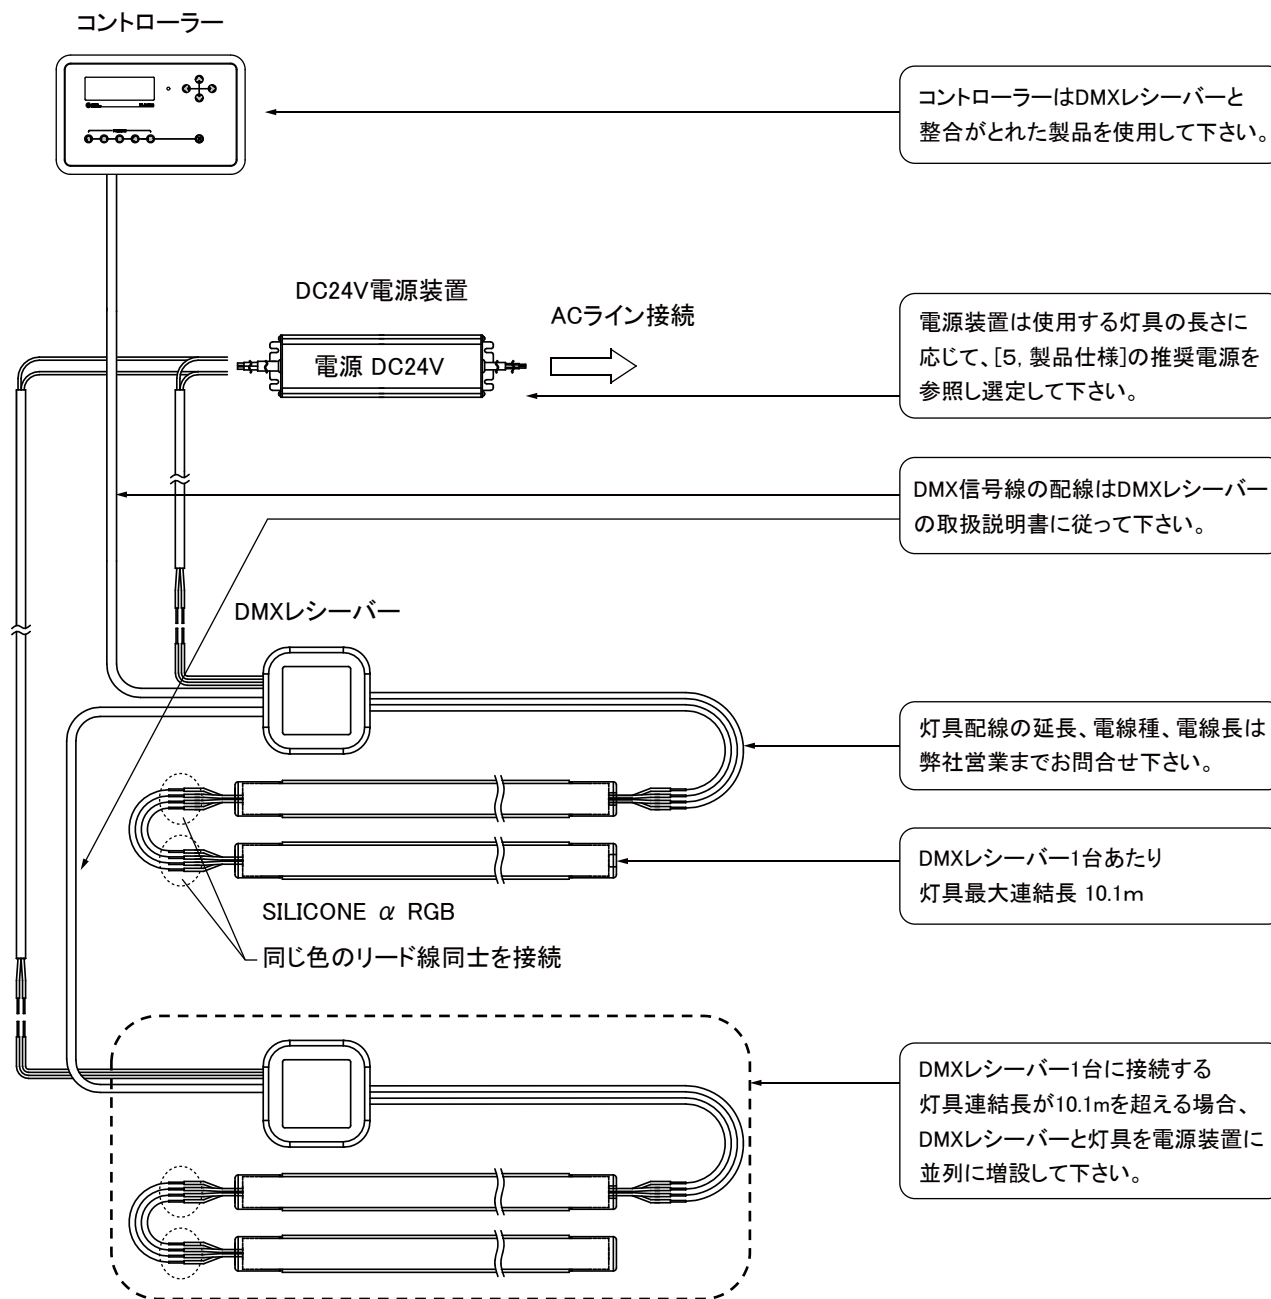 コントローラー
コントローラーはDMXレシーバーと
整合がとれた製品を使用して下さい。
DC24V電源装置
ACライン接続
電源 DC24V
電源装置は使用する灯具の長さに
応じて、[5, 製品仕様]の推奨電源を
参照し選定して下さい。
DMX信号線の配線はDMXレシーバー
の取扱説明書に従って下さい。
DMXレシーバー
灯具配線の延長、電線種、電線長は
弊社営業までお問合せ下さい。
DMXレシーバー1台あたり
灯具最大連結長 10.1m
SILICONE α RGB
同じ色のリード線同士を接続
DMXレシーバー1台に接続する
灯具連結長が10.1mを超える場合、
DMXレシーバーと灯具を電源装置に
並列に増設して下さい。